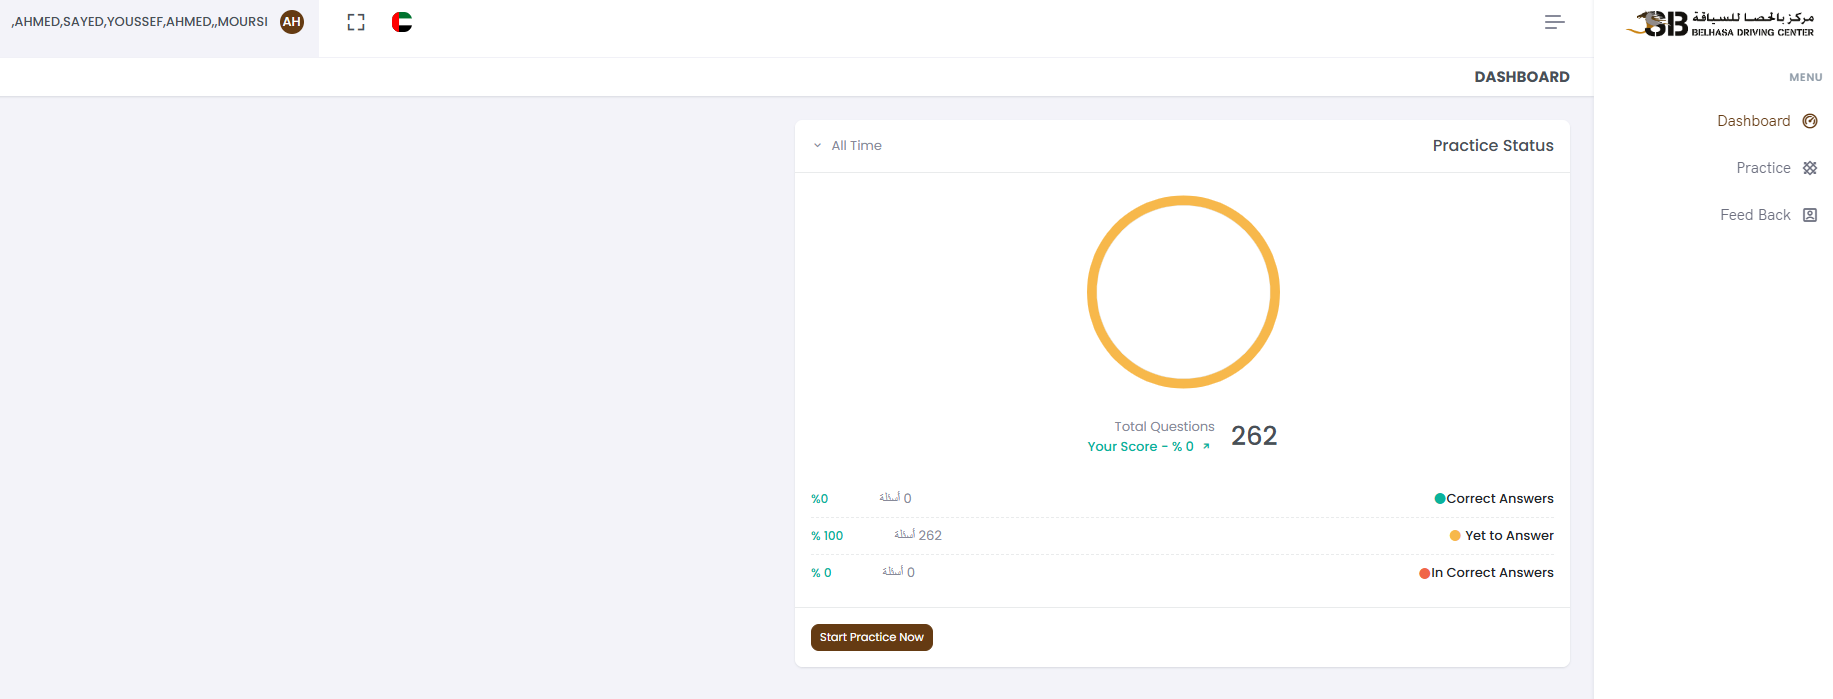 ,AHMED,SAYED,YOUSSEF,AHMED,,MOURSI
AH
SB
مركز بالحصا للسياقة
BELHASA DRIVING CENTER
DASHBOARD
MENU
Dashboard
Practice
Feed Back
All Time
Practice Status
Total Questions
Your Score - % 0
262
%0 أسئلة 0 Correct Answers
% 100 أسئلة 262 Yet to Answer
% 0 أسئلة 0 In Correct Answers
Start Practice Now